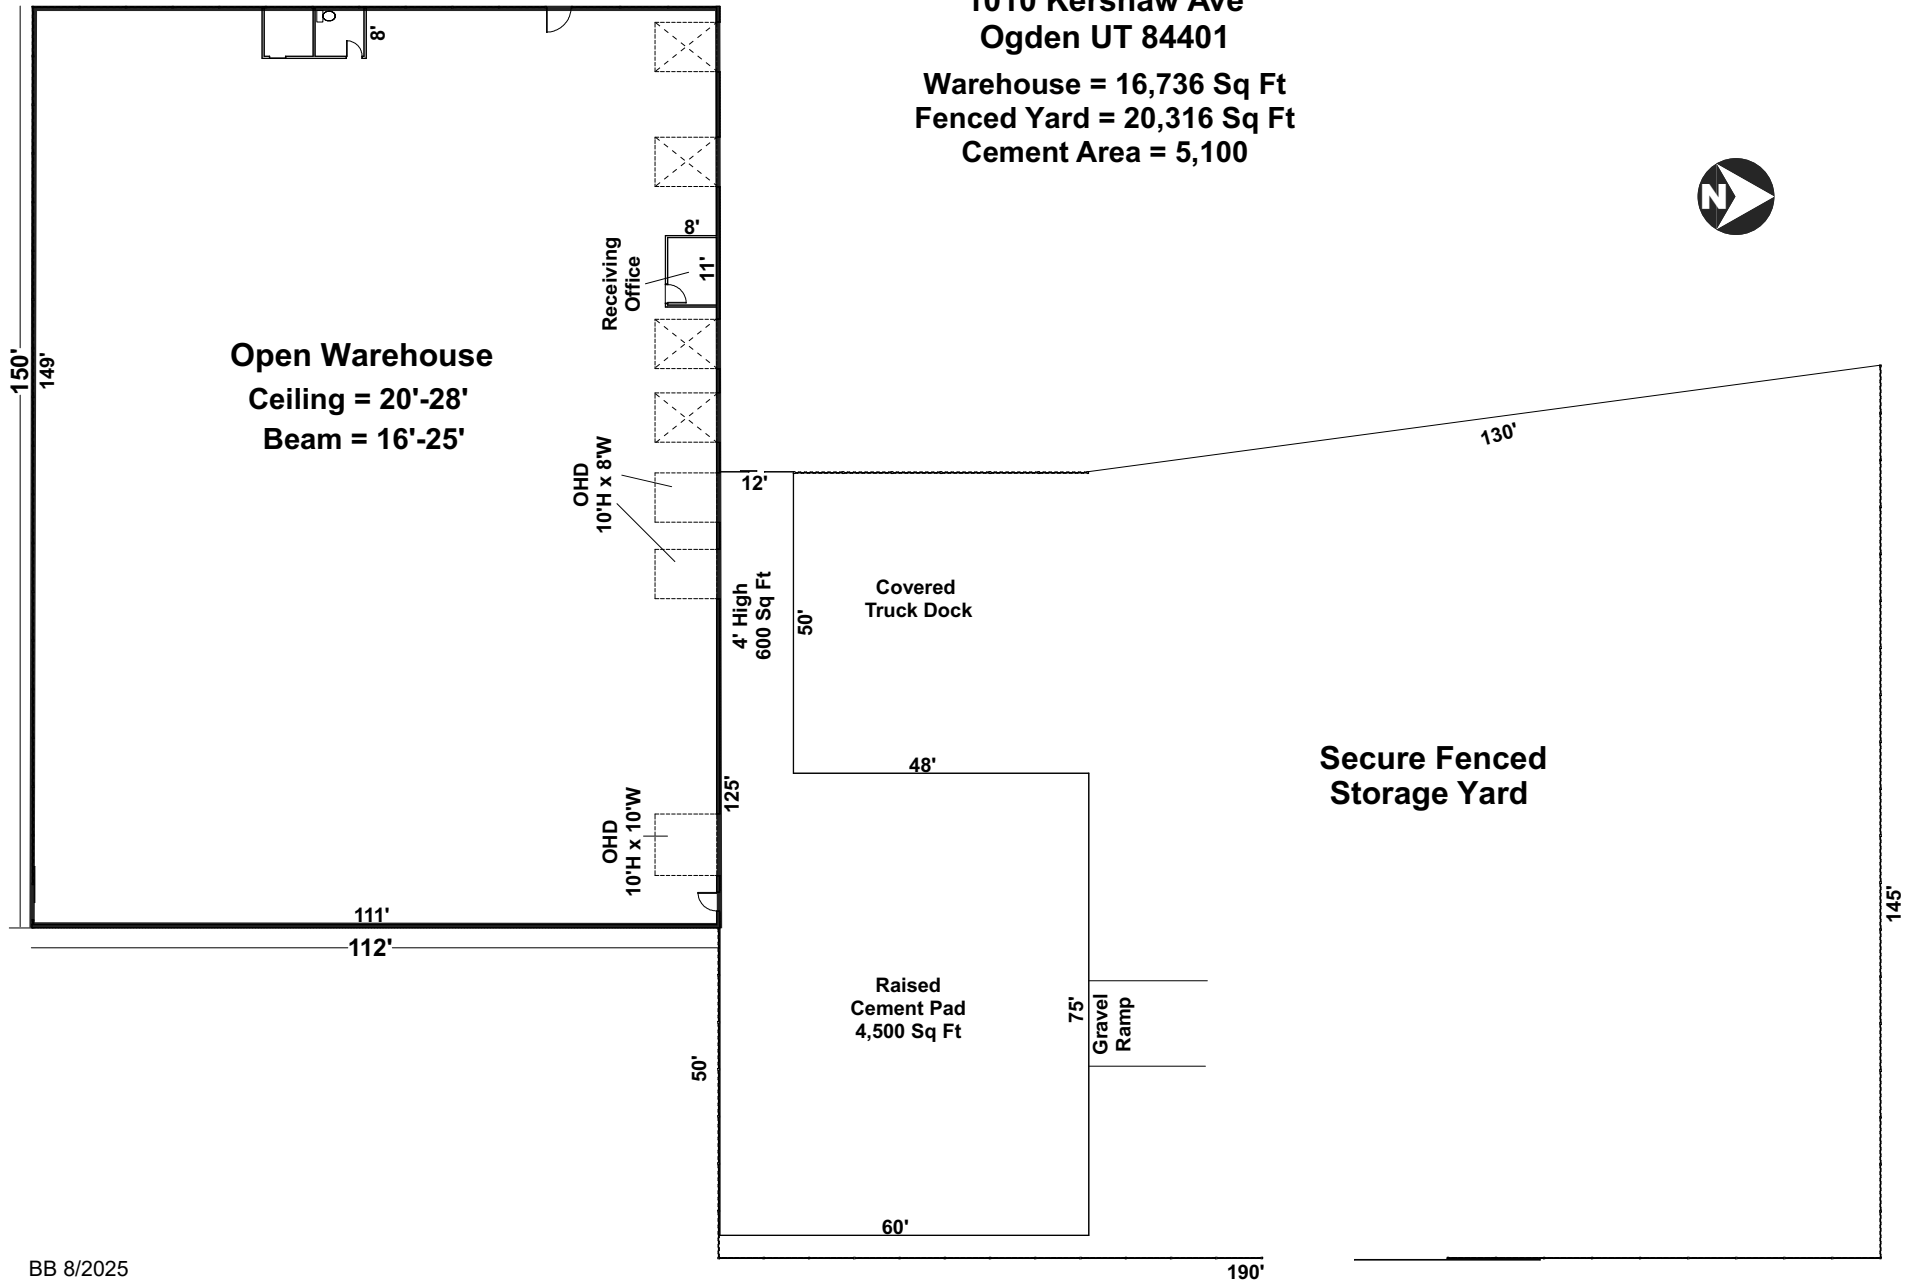 1010 Kershaw Ave
Ogden UT 84401
Warehouse = 16,736 Sq Ft
Fenced Yard = 20,316 Sq Ft
Cement Area = 5,100
N
8'
8'
11'
Receiving
Office
150'
149'
Open Warehouse
Ceiling = 20'-28'
Beam = 16'-25'
OHD
10'H x 8'W
12'
130'
4' High
600 Sq Ft
50'
Covered
Truck Dock
48'
125'
Secure Fenced
Storage Yard
OHD
10'H x 10'W
111'
112'
145'
Raised
Cement Pad
4,500 Sq Ft
75'
Gravel
Ramp
50'
60'
190'
BB 8/2025